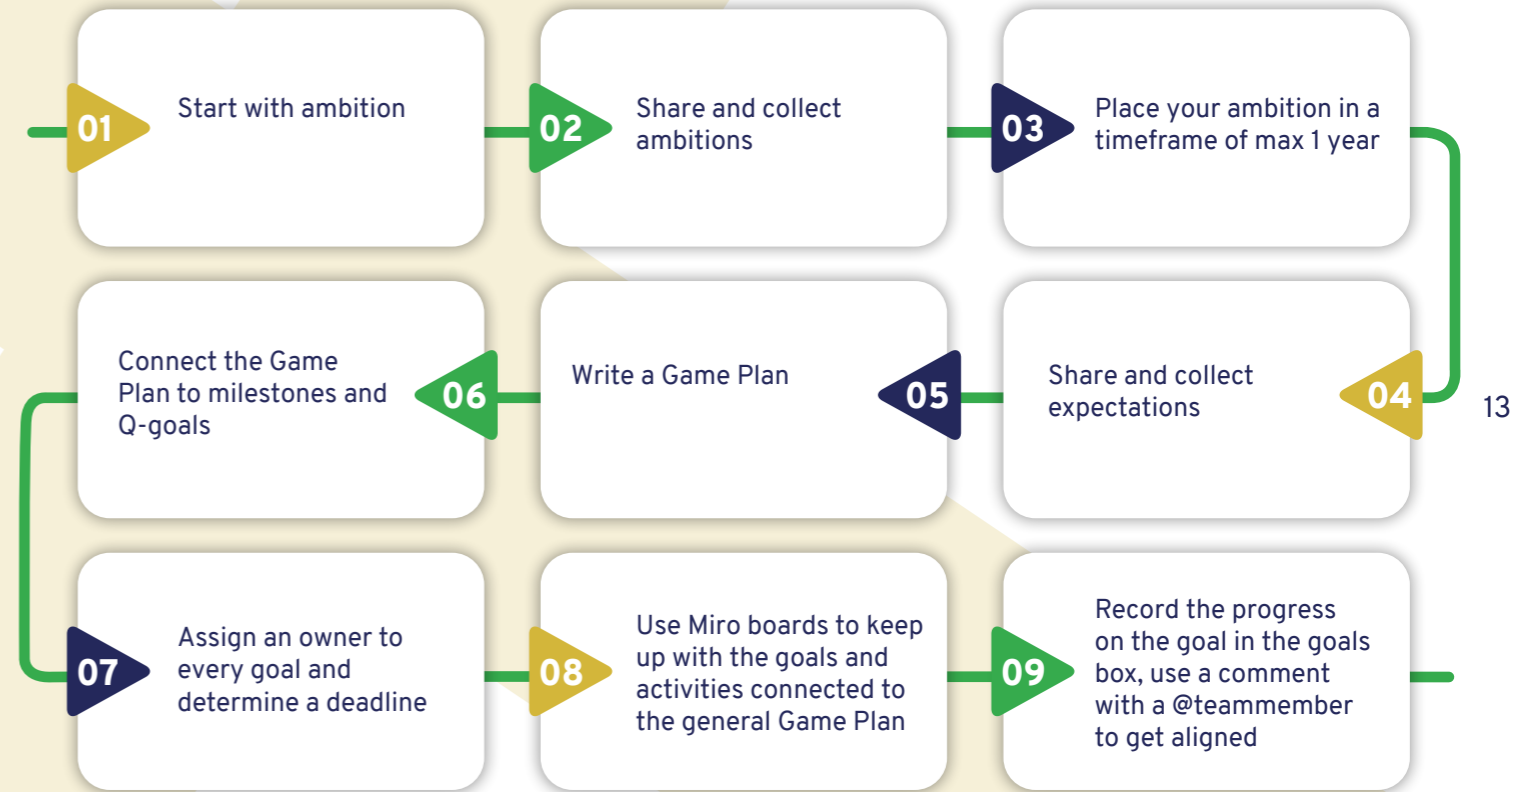 01
Start with ambition
02
Share and collect
ambitions
03
Place your ambition in a
timeframe of max 1 year
04
Share and collect
expectations
05
Write a Game Plan
06
Connect the Game
Plan to milestones and
Q-goals
07
Assign an owner to
every goal and
determine a deadline
08
Use Miro boards to keep
up with the goals and
activities connected to
the general Game Plan
09
Record the progress
on the goal in the goals
box, use a comment
with a @teammember
to get aligned
13